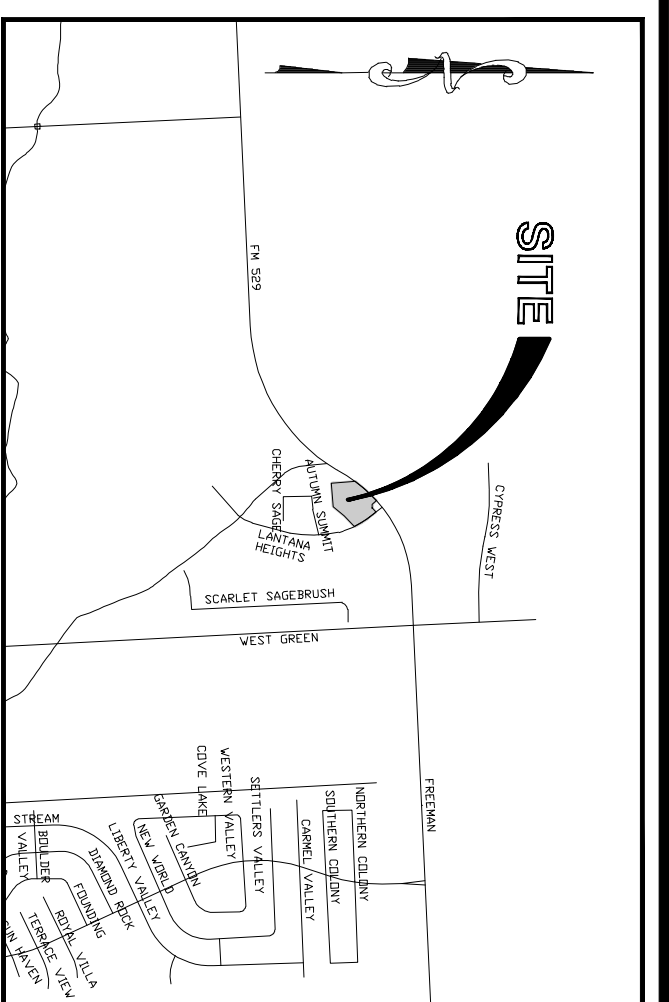 SITE
FM 529
CHERRY SAGE
AUTUMN SUMMIT
LANTANA
HEIGHTS
CYPRESS WEST
SCARLET SAGEBRUSH
WEST GREEN
FREEMAN
COVE LAKE
WESTERN VALLEY
SETTLERS VALLEY
GARDEN CANYON
NEW WORLD
LIBERTY VALLEY
CARMEL VALLEY
SOUTHERN COLONY
NORTHERN COLONY
STREAM
VALLEY
BOULDER
DIAMOND ROCK
FOUNDING
ROYAL VILLA
TERRACE VIEW
HAVEN